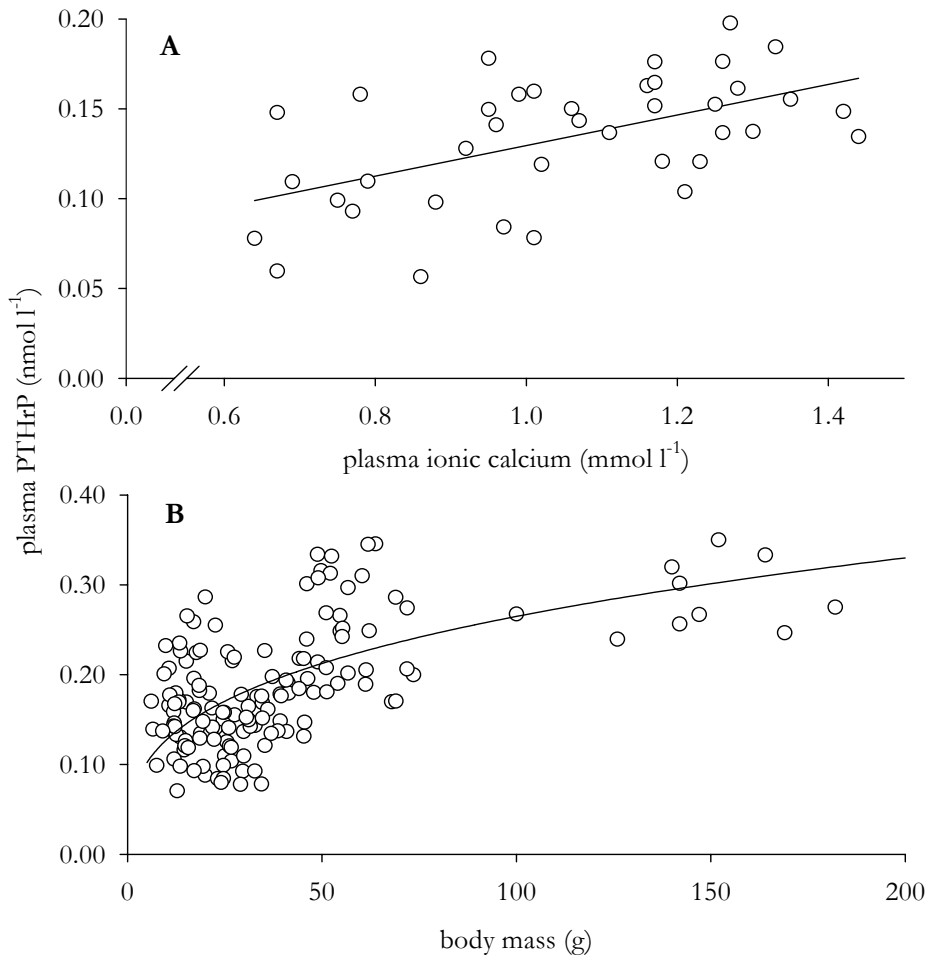 A
0.20
0.15
0.10
0.05
0.00
0.0 0.6 0.8 1.0 1.2 1.4
plasma ionic calcium (mmol l⁻¹)
plasma PTHrP (nmol l⁻¹)
B
0.40
0.30
0.20
0.10
0.00
0 50 100 150 200
body mass (g)